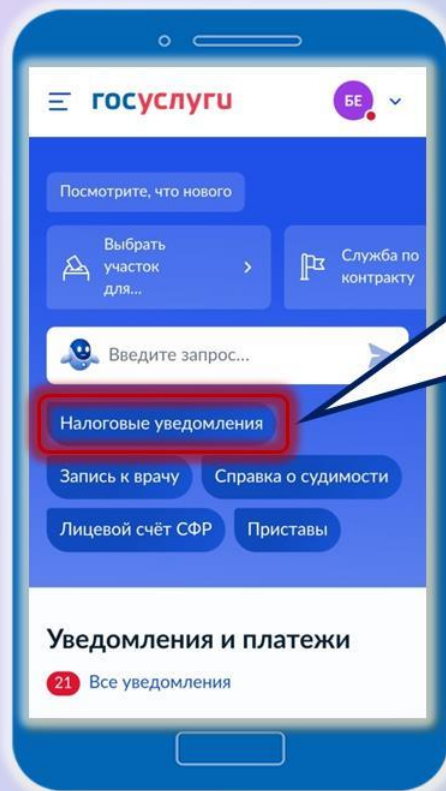 госуслуги
БЕ
Посмотрите, что нового
Выбрать
участок
для...
Служба по
контракту
Введите запрос...
Налоговые уведомления
Запись к врачу
Справка о судимости
Лицевой счёт СФР
Приставы
Уведомления и платежи
21 Все уведомления